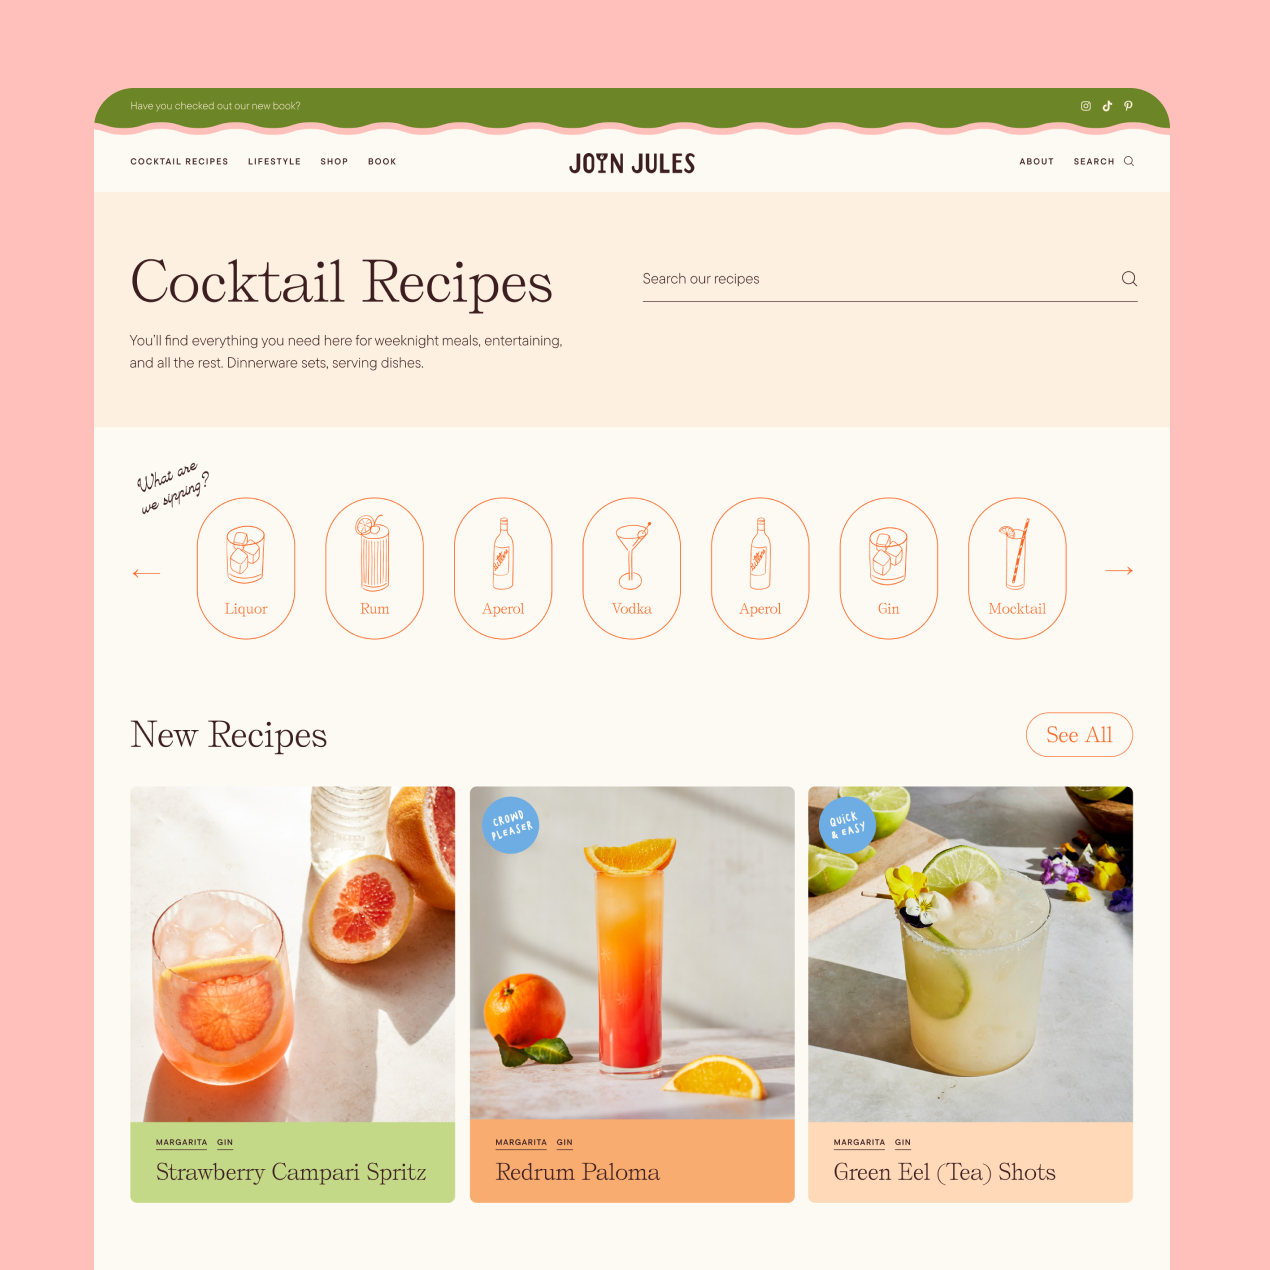 Have you checked out our new book?
COCKTAIL RECIPES LIFESTYLE SHOP BOOK
JOYN JULES
ABOUT SEARCH
Cocktail Recipes
Search our recipes
You'll find everything you need here for weeknight meals, entertaining,
and all the rest. Dinnerware sets, serving dishes.
What are
we sipping?
Liquor
Rum
Aperol
Vodka
Aperol
Gin
Mocktail
New Recipes
See All
CROWD
PLEASER
QUiCK
& EASY
MARGARITA GIN
Strawberry Campari Spritz
MARGARITA GIN
Redrum Paloma
MARGARITA GIN
Green Eel (Tea) Shots